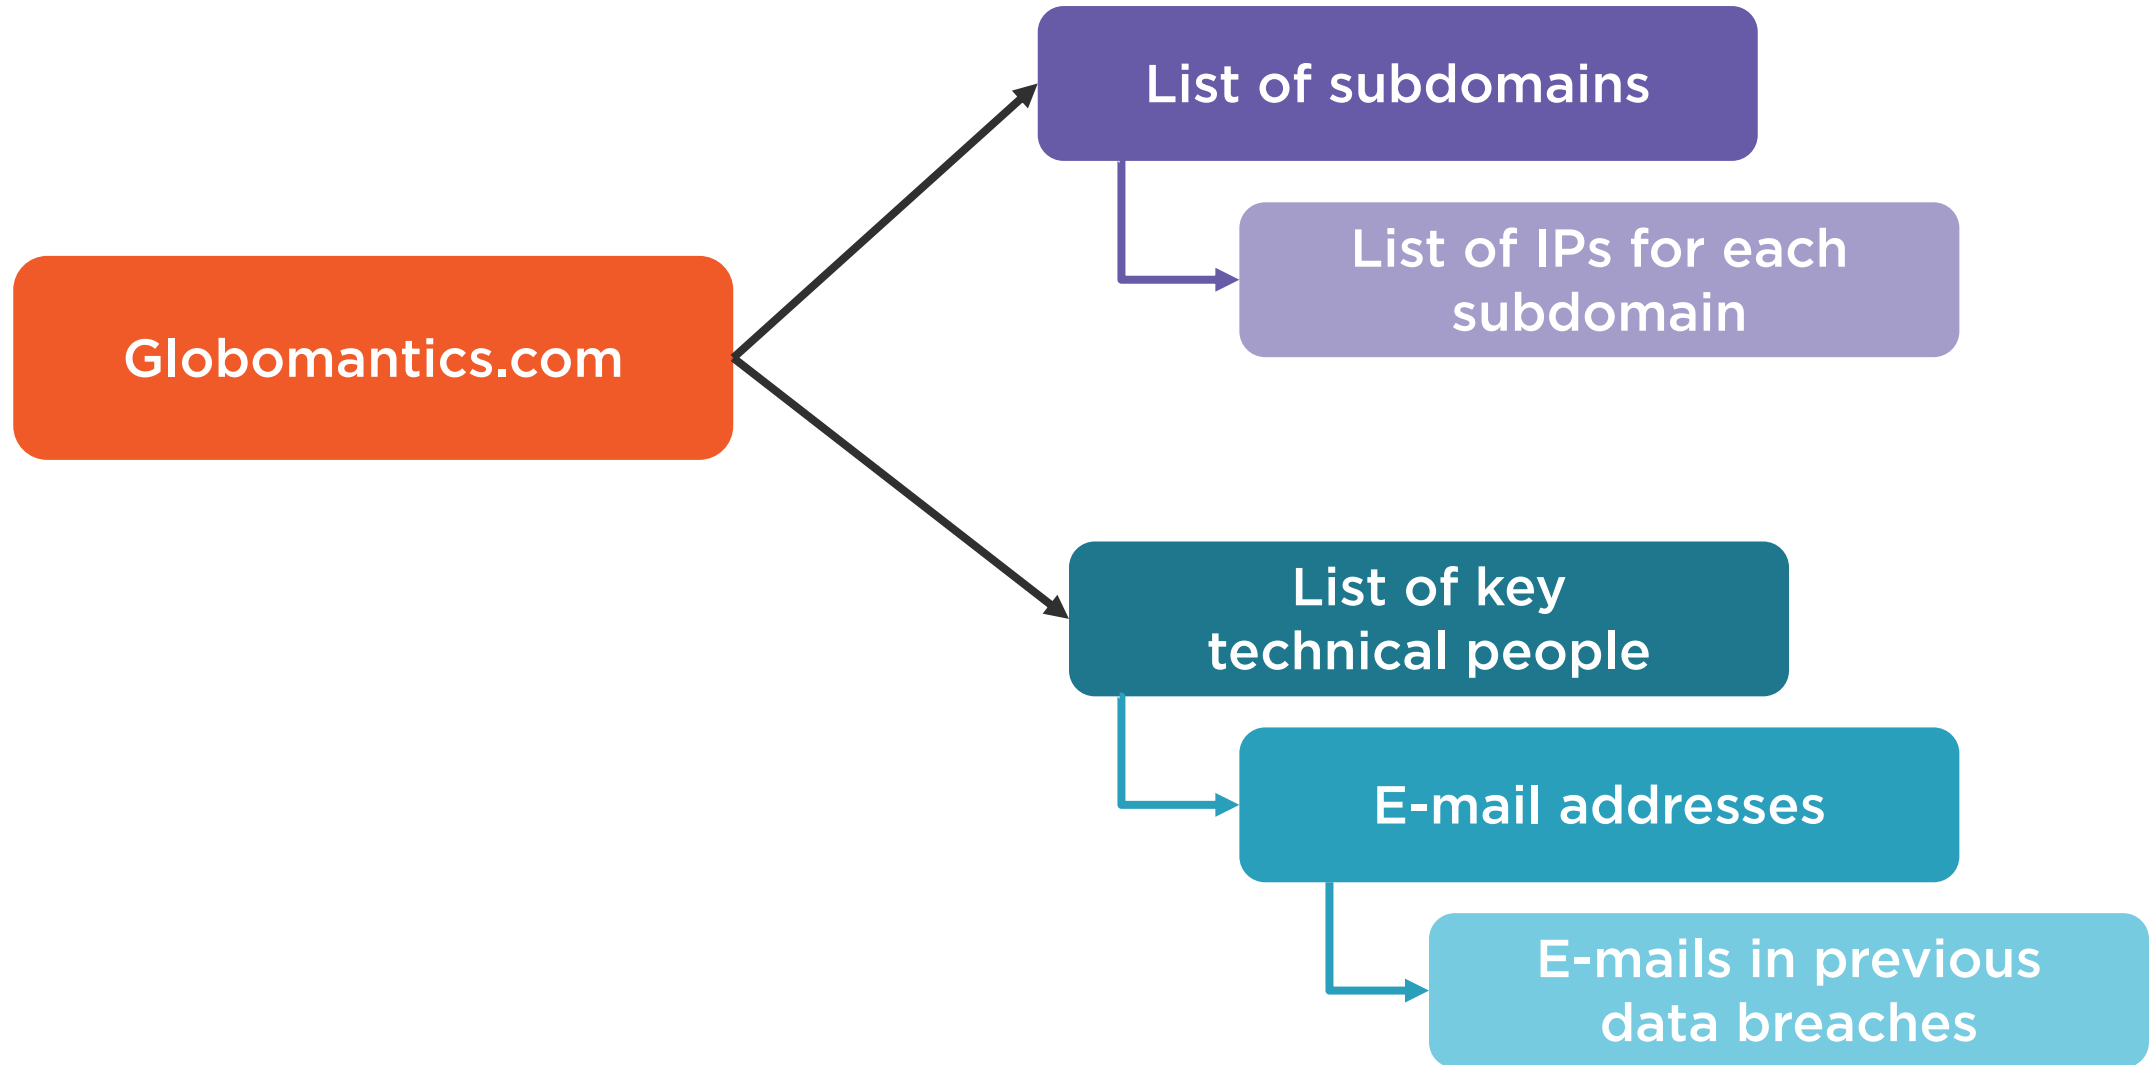 List of subdomains
List of IPs for each
subdomain
Globomantics.com
List of key
technical people
E-mail addresses
E-mails in previous
data breaches